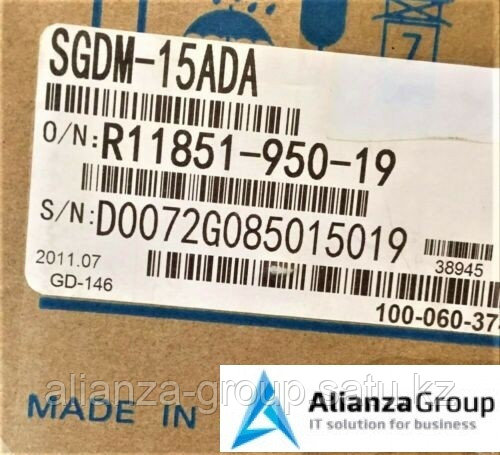 7
SGDM-15ADA
O/N: R11851-950-19
S/N: D0072G085015019
38945
2011.07
GD-146
100-060-37
alianza-group.satu.kz
MADE IN
AlianzaGroup
IT solution for business